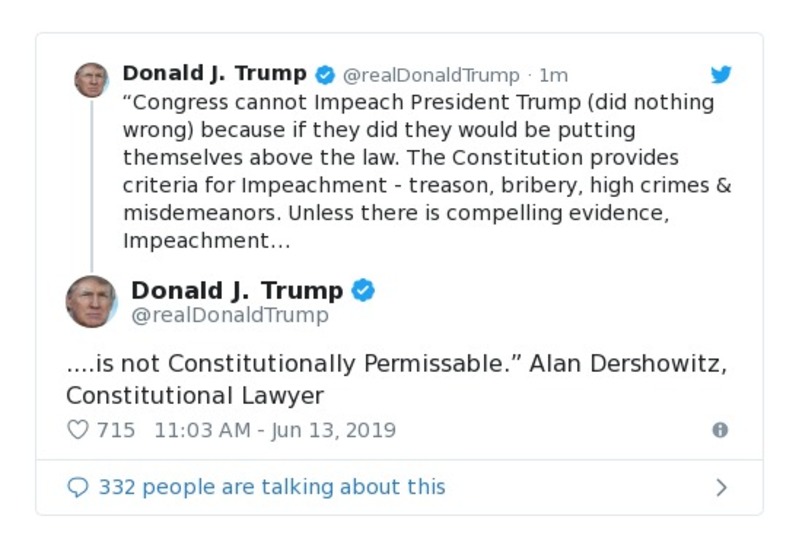 Donald J. Trump @realDonaldTrump · 1m
“Congress cannot Impeach President Trump (did nothing
wrong) because if they did they would be putting
themselves above the law. The Constitution provides
criteria for Impeachment - treason, bribery, high crimes &
misdemeanors. Unless there is compelling evidence,
Impeachment…
Donald J. Trump
@realDonaldTrump
....is not Constitutionally Permissable.” Alan Dershowitz,
Constitutional Lawyer
715 11:03 AM - Jun 13, 2019
332 people are talking about this